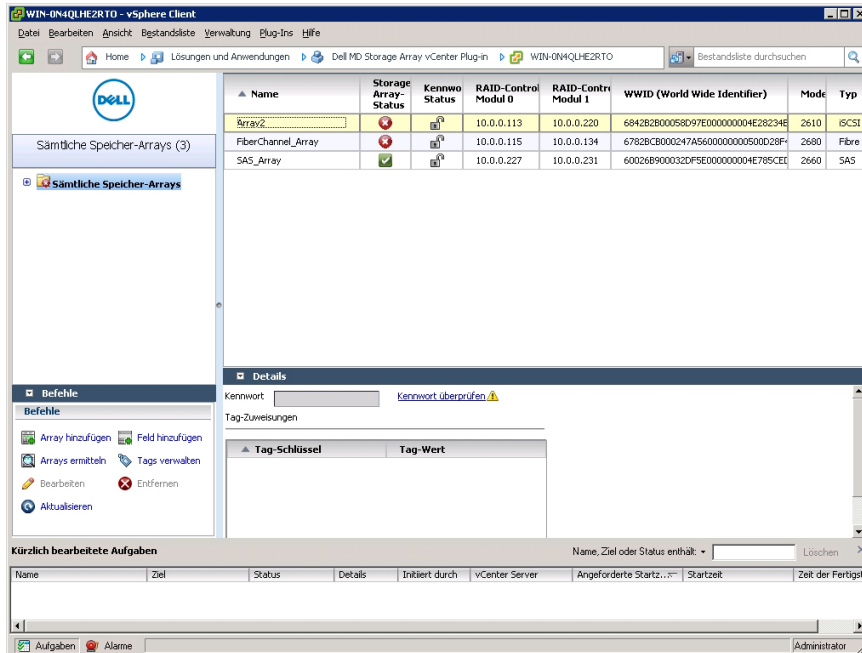 WIN-0N4QLHE2RTO - vSphere Client
Datei Bearbeiten Ansicht Bestandsliste Verwaltung Plug-Ins Hilfe
Home Lösungen und Anwendungen Dell MD Storage Array vCenter Plug-in WIN-0N4QLHE2RTO Bestandsliste durchsuchen
DELL
Sämtliche Speicher-Arrays (3)
Sämtliche Speicher-Arrays
Name Storage Array-Status Kennwo Status RAID-Control Modul 0 RAID-Contro Modul 1 WWID (World Wide Identifier) Mode Typ
Array2 10.0.0.113 10.0.0.220 6842B2B00058D97E000000004E28234E 2610 iSCSI
FiberChannel_Array 10.0.0.115 10.0.0.134 6782BCB000247A5600000000500D28F 2680 Fibre
SAS_Array 10.0.0.227 10.0.0.231 60026B900032DF5E000000004E785CED 2660 SAS
Befehle
Befehle
Array hinzufügen Feld hinzufügen
Arrays ermitteln Tags verwalten
Bearbeiten Entfernen
Aktualisieren
Details
Kennwort Kennwort überprüfen
Tag-Zuweisungen
Tag-Schlüssel Tag-Wert
Kürzlich bearbeitete Aufgaben Name, Ziel oder Status enthält: Löschen
Name Ziel Status Details Initiiert durch vCenter Server Angeforderte Startz... Startzeit Zeit der Fertigst
Aufgaben Alarme Administrator